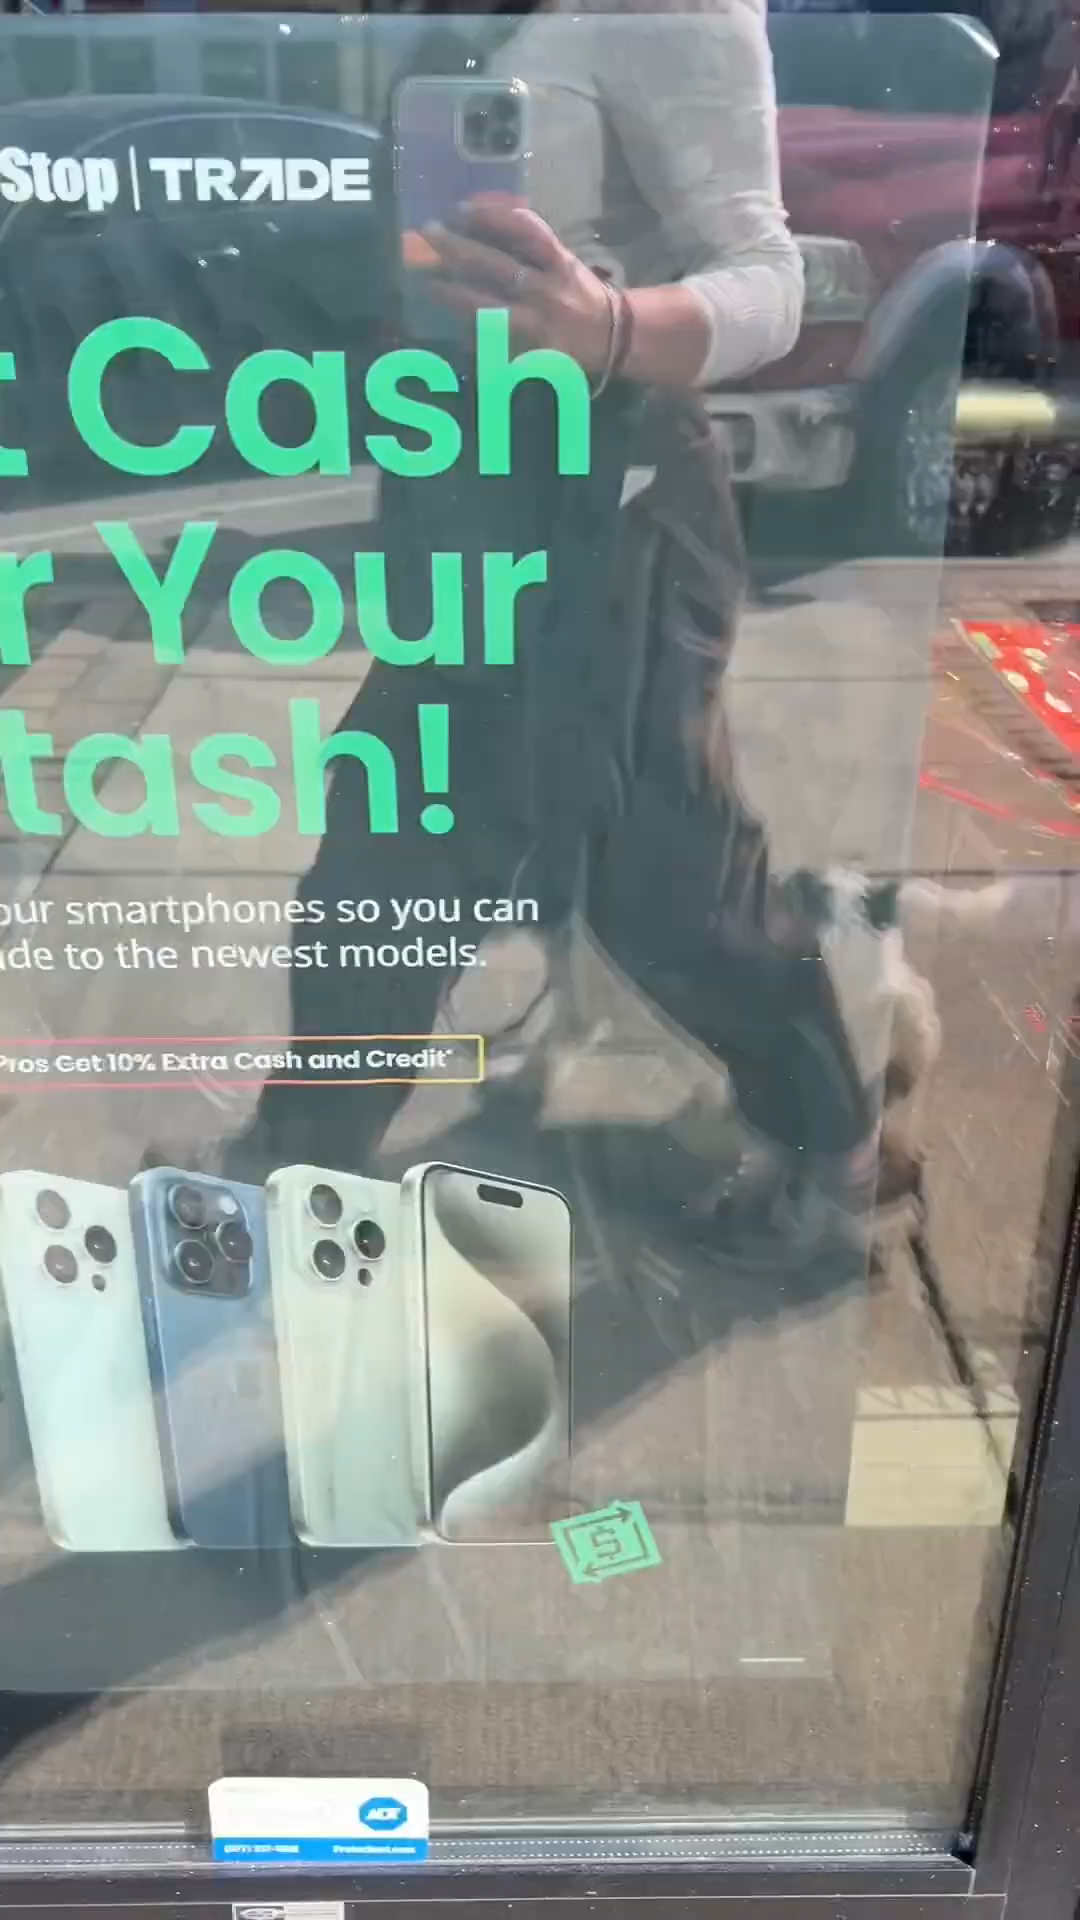 Stop | TRADE
Cash
r Your
tash!
our smartphones so you can
de to the newest models.
Pros Get 10% Extra Cash and Credit*
$
ADT